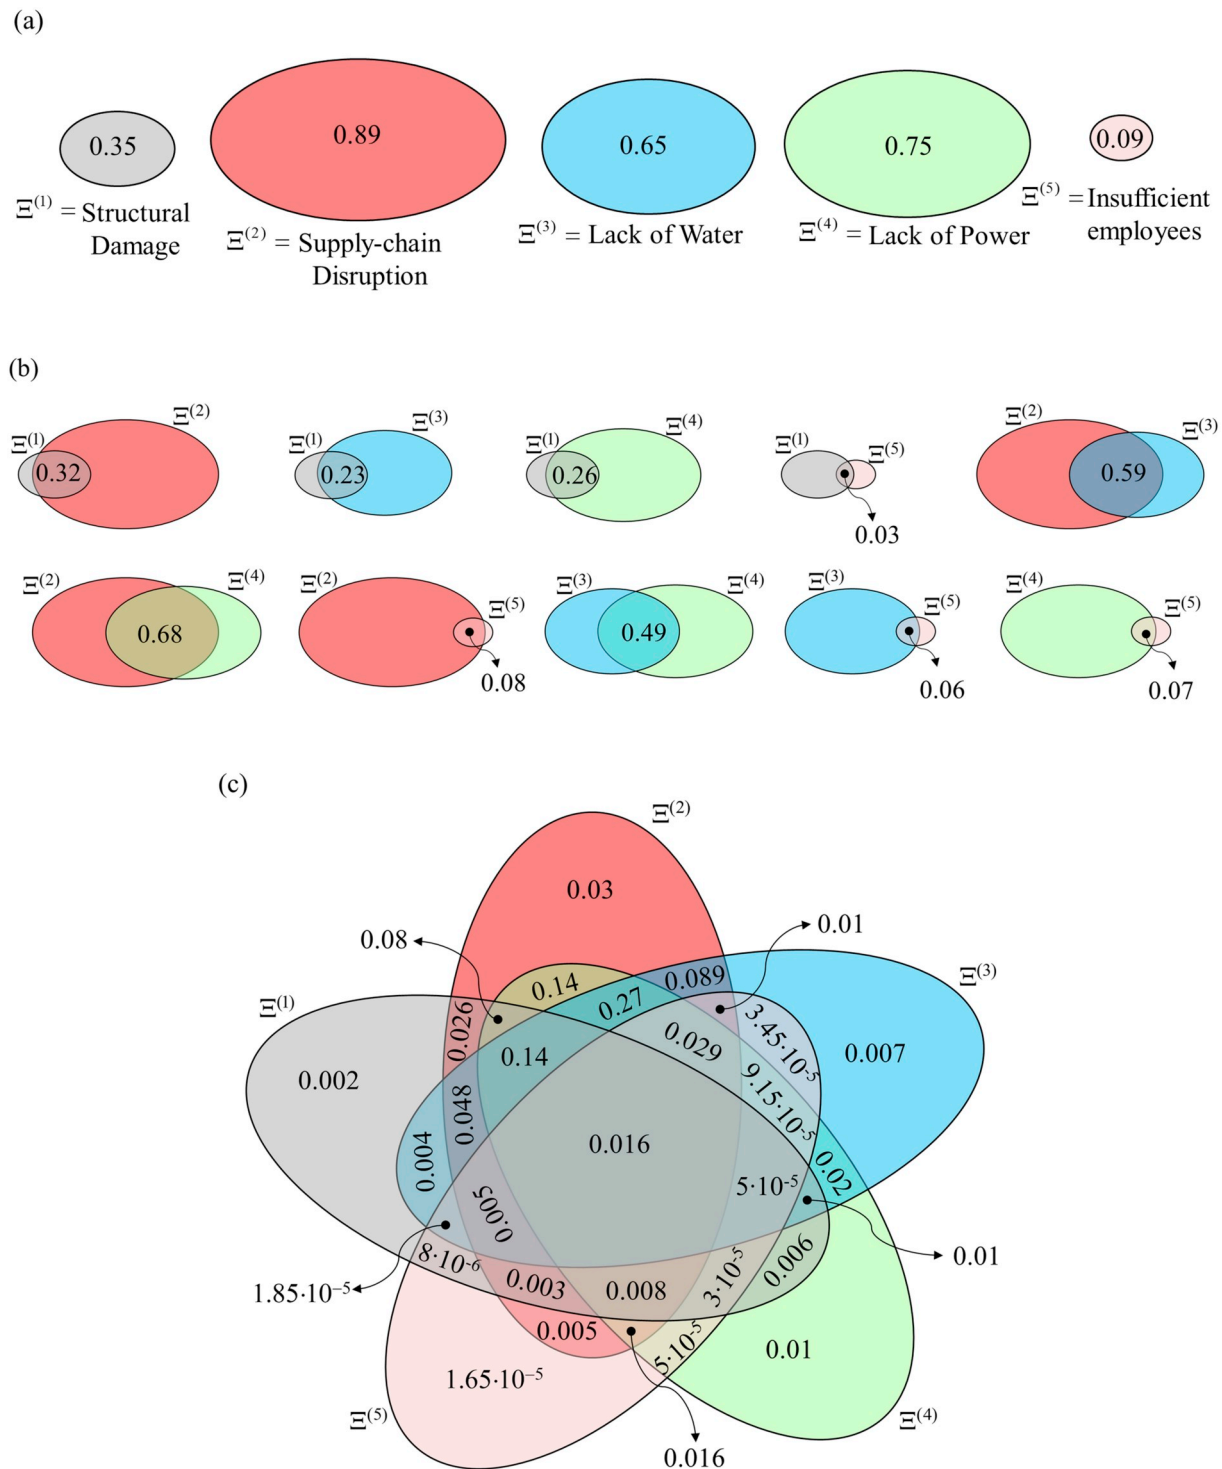 (a)
0.35
0.89
0.65
0.75
0.09
Ξ(1) = Structural
Damage
Ξ(2) = Supply-chain
Disruption
Ξ(3) = Lack of Water
Ξ(4) = Lack of Power
Ξ(5) = Insufficient
employees
(b)
Ξ(1)
Ξ(2)
0.32
Ξ(1)
Ξ(3)
0.23
Ξ(1)
Ξ(4)
0.26
Ξ(1)
Ξ(5)
0.03
Ξ(2)
Ξ(3)
0.59
Ξ(2)
Ξ(4)
0.68
Ξ(2)
Ξ(5)
0.08
Ξ(3)
Ξ(4)
0.49
Ξ(3)
Ξ(5)
0.06
Ξ(4)
Ξ(5)
0.07
(c)
Ξ(2)
0.03
0.08
0.01
Ξ(1)
Ξ(3)
0.14
0.089
0.27
0.026
0.029
3.45·10⁻⁵
0.007
0.002
0.14
9.15·10⁻⁵
0.048
0.004
0.016
5·10⁻⁵
0.02
0.005
8·10⁻⁶
0.003
0.008
3·10⁻⁵
0.006
0.01
1.85·10⁻⁵
0.005
5·10⁻⁵
0.01
1.65·10⁻⁵
Ξ(5)
Ξ(4)
0.016